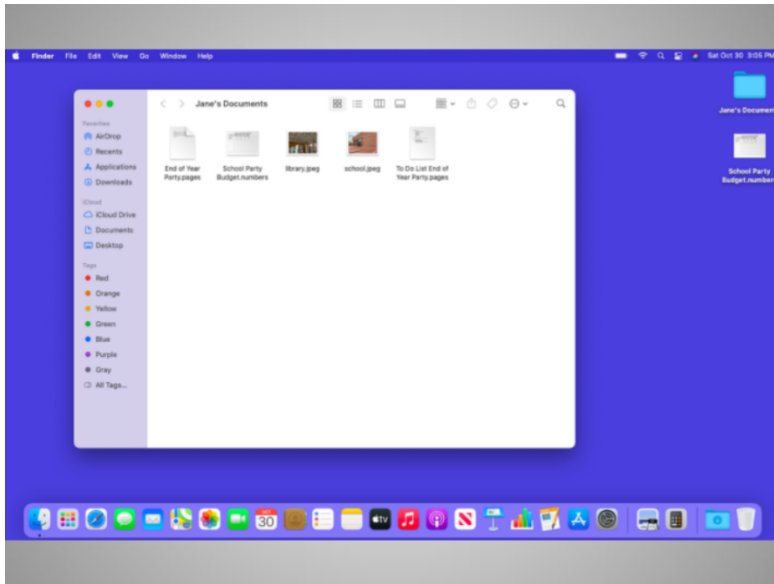 Finder File Edit View Go Window Help
Sat Oct 30 3:05 PM
Jane's Documents
Favorites
AirDrop
Recents
Applications
Downloads
iCloud
iCloud Drive
Documents
Desktop
Tags
Red
Orange
Yellow
Green
Blue
Purple
Gray
All Tags...
End of Year
Party.pages
School Party
Budget.numbers
library.jpeg
school.jpeg
To Do List End of
Year Party.pages
Jane's Documen
School Party
Budget.number
OCT
30
tv